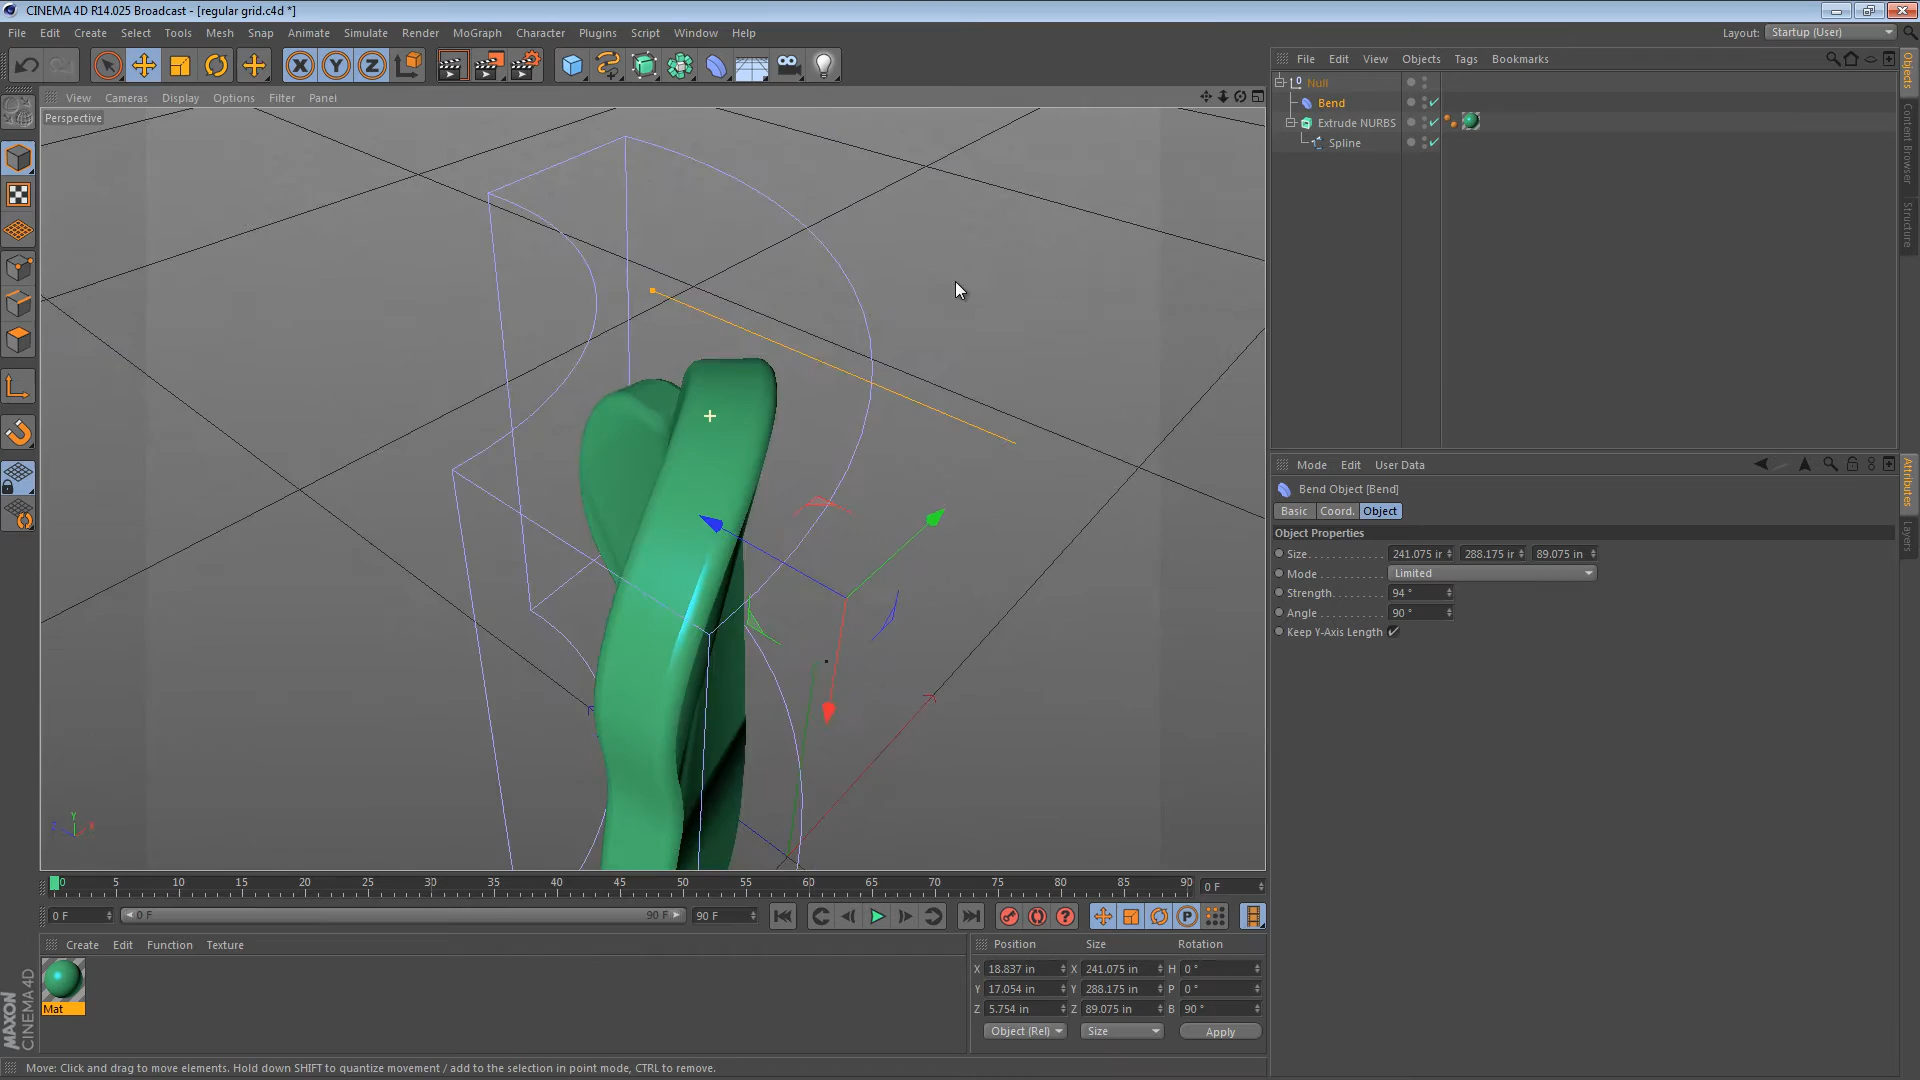 CINEMA 4D R14.025 Broadcast - [regular grid.c4d *]
File Edit Create Select Tools Mesh Snap Animate Simulate Render MoGraph Character Plugins Script Window Help
Layout: Startup (User)
File Edit View Objects Tags Bookmarks
View Cameras Display Options Filter Panel
Perspective
Null
Bend
Extrude NURBS
Spline
Objects
Content Browser
Structure
Mode Edit User Data
Bend Object [Bend]
Basic Coord. Object
Object Properties
Size 241.075 in 288.175 in 89.075 in
Mode Limited
Strength 94 °
Angle 90 °
Keep Y-Axis Length
Attributes
Layers
X Y Z
Y
Z X
0 5 10 15 20 25 30 35 40 45 50 55 60 65 70 75 80 85 90 0 F
0 F 0 F 90 F 90 F
Create Edit Function Texture
Mat
Position Size Rotation
X 18.837 in X 241.075 in H 0 °
Y 17.054 in Y 288.175 in P 0 °
Z 5.754 in Z 89.075 in B 90 °
Object (Rel) Size Apply
MAXON
CINEMA 4D
Move: Click and drag to move elements. Hold down SHIFT to quantize movement / add to the selection in point mode, CTRL to remove.